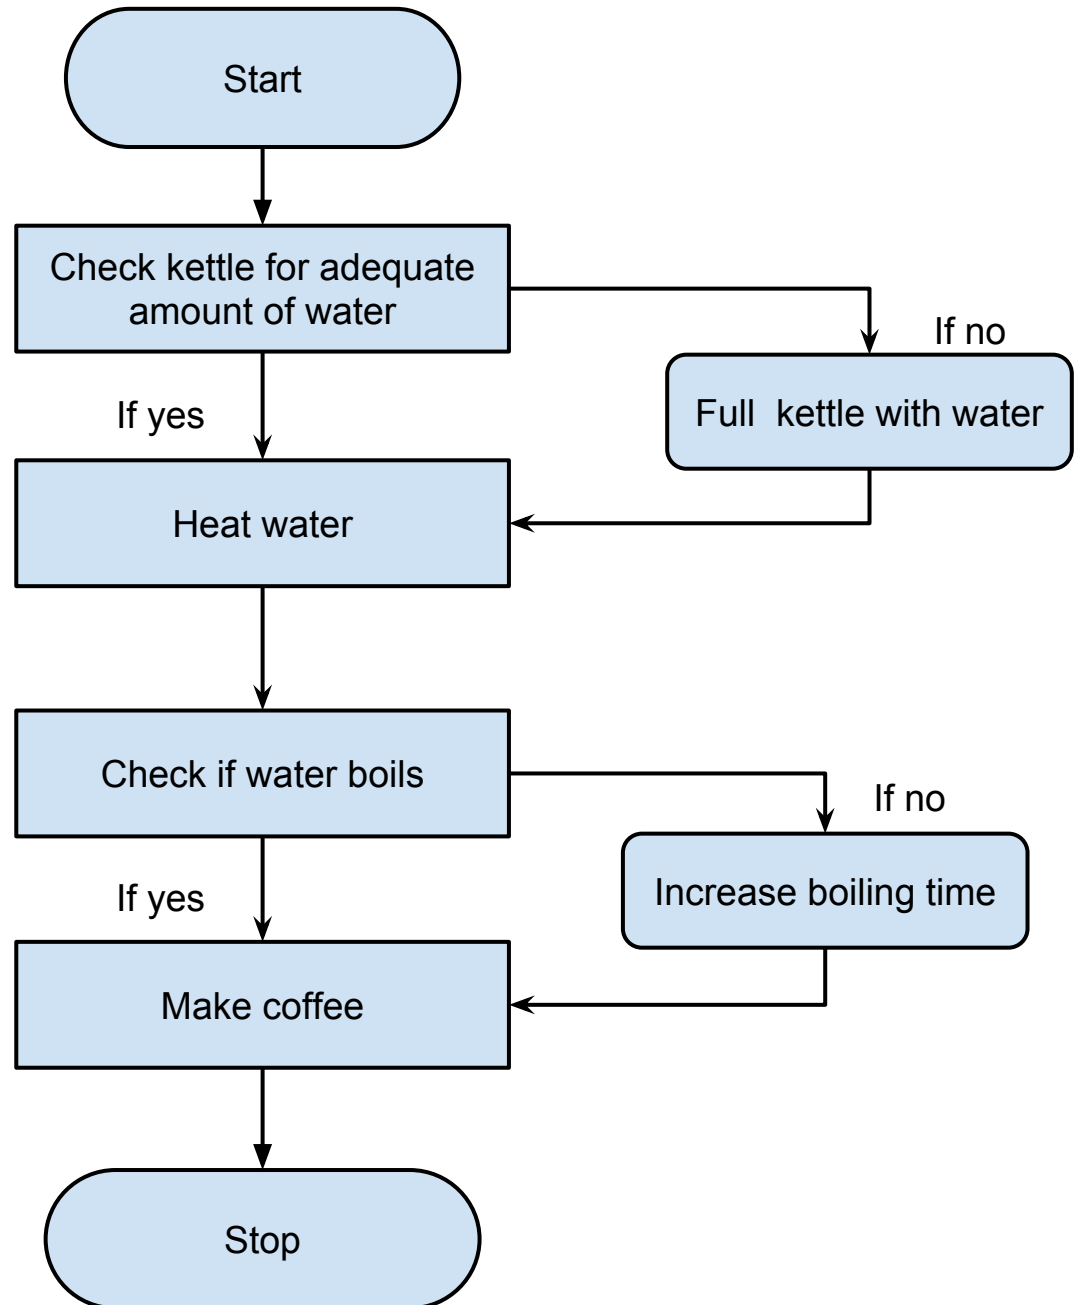 Start
Check kettle for adequate
amount of water
If no
Full  kettle with water
If yes
Heat water
Check if water boils
If no
Increase boiling time
If yes
Make coffee
Stop